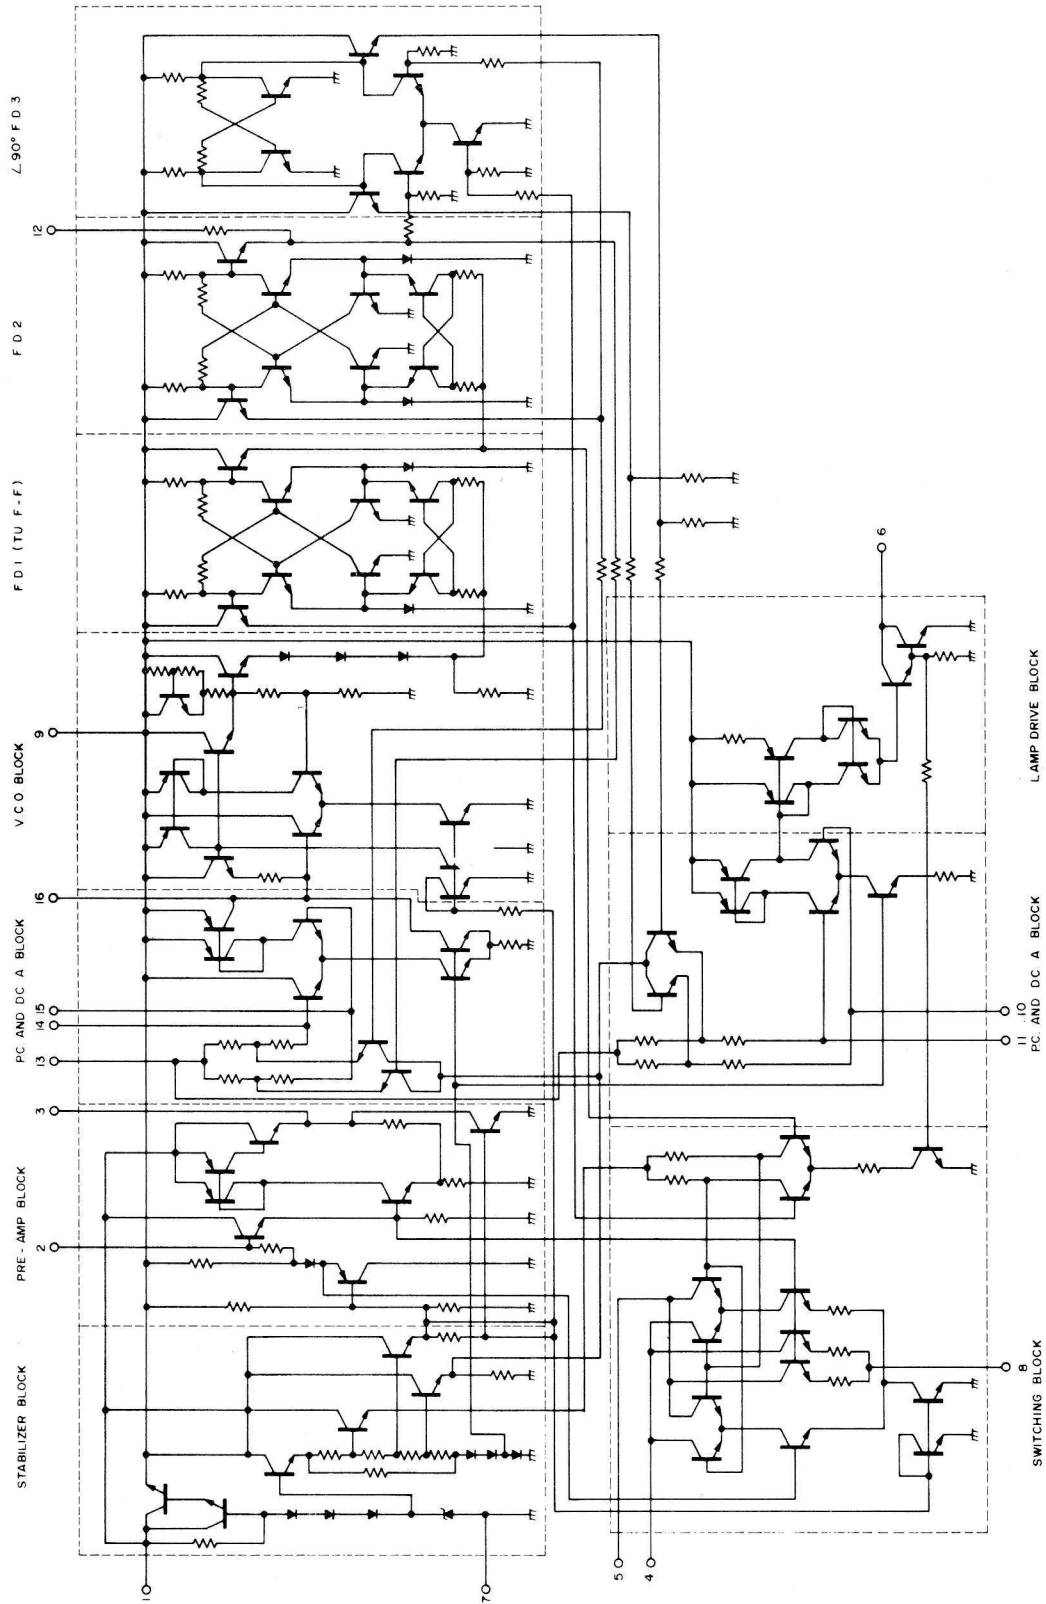 STABILIZER BLOCK
PRE-AMP BLOCK
PC AND DC A BLOCK
VCO BLOCK
FD1 (TU F-F)
FD2
∠90° FD3
1
2
3
13
14
15
16
9
12
7
5
4
8
11
10
6
SWITCHING BLOCK
P.C. AND DC A BLOCK
LAMP DRIVE BLOCK